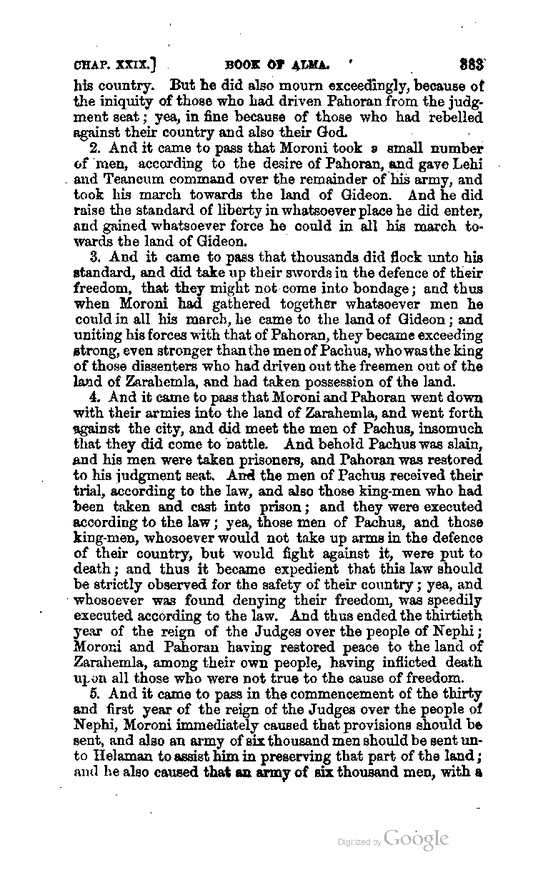 CHAP. XXIX.] BOOK OF ALMA. 383
his country. But he did also mourn exceedingly, because of
the iniquity of those who had driven Pahoran from the judg-
ment seat; yea, in fine because of those who had rebelled
against their country and also their God.
2. And it came to pass that Moroni took a small number
of men, according to the desire of Pahoran, and gave Lehi
and Teancum command over the remainder of his army, and
took his march towards the land of Gideon. And he did
raise the standard of liberty in whatsoever place he did enter,
and gained whatsoever force he could in all his march to-
wards the land of Gideon.
3. And it came to pass that thousands did flock unto his
standard, and did take up their swords in the defence of their
freedom, that they might not come into bondage; and thus
when Moroni had gathered together whatsoever men he
could in all his march, he came to the land of Gideon; and
uniting his forces with that of Pahoran, they became exceeding
strong, even stronger than the men of Pachus, who was the king
of those dissenters who had driven out the freemen out of the
land of Zarahemla, and had taken possession of the land.
4. And it came to pass that Moroni and Pahoran went down
with their armies into the land of Zarahemla, and went forth
against the city, and did meet the men of Pachus, insomuch
that they did come to battle. And behold Pachus was slain,
and his men were taken prisoners, and Pahoran was restored
to his judgment seat. And the men of Pachus received their
trial, according to the law, and also those king-men who had
been taken and cast into prison; and they were executed
according to the law; yea, those men of Pachus, and those
king-men, whosoever would not take up arms in the defence
of their country, but would fight against it, were put to
death; and thus it became expedient that this law should
be strictly observed for the safety of their country; yea, and
whosoever was found denying their freedom, was speedily
executed according to the law. And thus ended the thirtieth
year of the reign of the Judges over the people of Nephi;
Moroni and Pahoran having restored peace to the land of
Zarahemla, among their own people, having inflicted death
upon all those who were not true to the cause of freedom.
5. And it came to pass in the commencement of the thirty
and first year of the reign of the Judges over the people of
Nephi, Moroni immediately caused that provisions should be
sent, and also an army of six thousand men should be sent un-
to Helaman to assist him in preserving that part of the land;
and he also caused that an army of six thousand men, with a
Digitized by Google